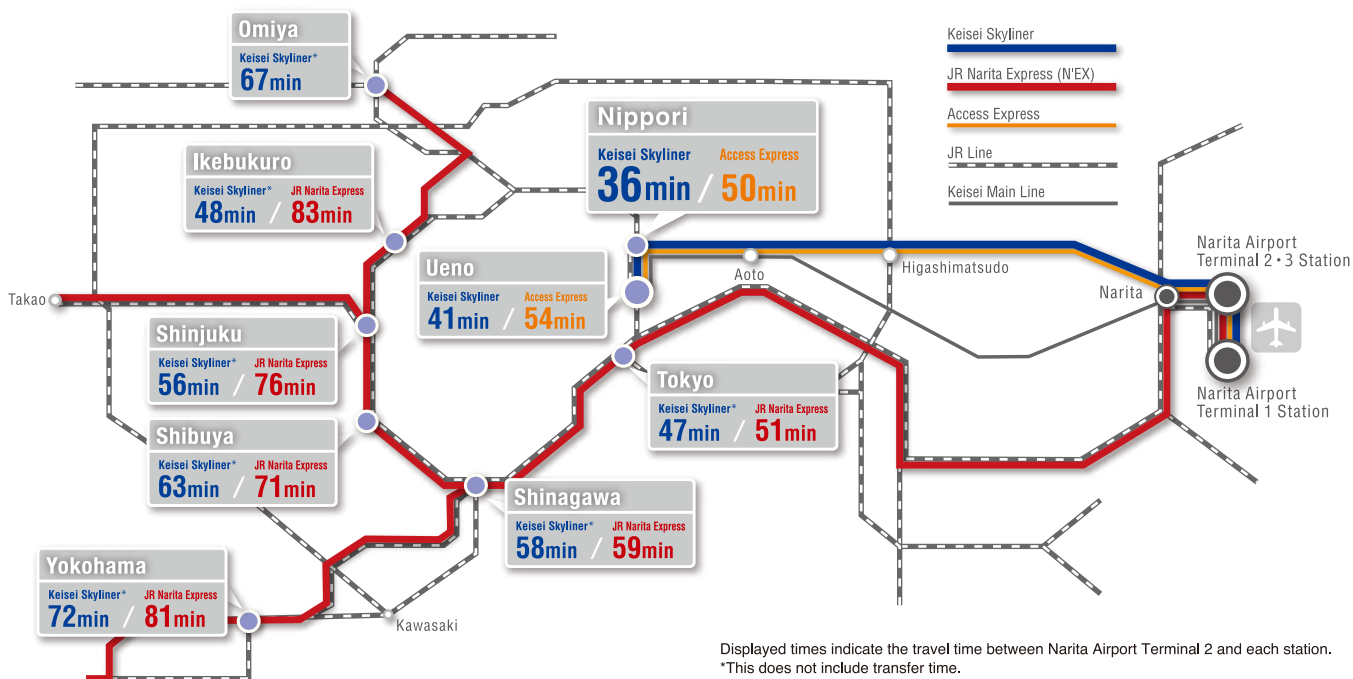 Omiya
Keisei Skyliner*
67min
Keisei Skyliner
JR Narita Express (N'EX)
Access Express
JR Line
Keisei Main Line
Nippori
Keisei Skyliner Access Express
36min / 50min
Ikebukuro
Keisei Skyliner* JR Narita Express
48min / 83min
Ueno
Keisei Skyliner Access Express
41min / 54min
Aoto
Higashimatsudo
Narita
Narita Airport
Terminal 2・3 Station
Narita Airport
Terminal 1 Station
Takao
Shinjuku
Keisei Skyliner* JR Narita Express
56min / 76min
Tokyo
Keisei Skyliner* JR Narita Express
47min / 51min
Shibuya
Keisei Skyliner* JR Narita Express
63min / 71min
Shinagawa
Keisei Skyliner* JR Narita Express
58min / 59min
Yokohama
Keisei Skyliner* JR Narita Express
72min / 81min
Kawasaki
Displayed times indicate the travel time between Narita Airport Terminal 2 and each station.
*This does not include transfer time.